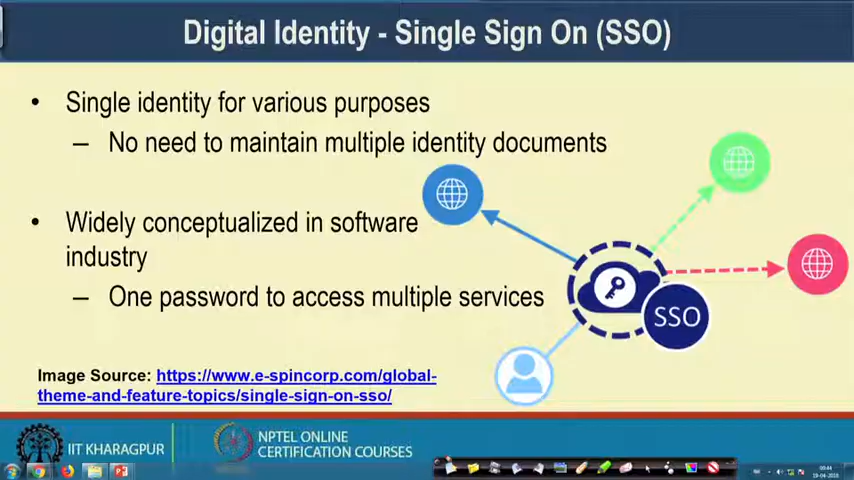 Digital Identity - Single Sign On (SSO)
• Single identity for various purposes
– No need to maintain multiple identity documents
• Widely conceptualized in software
industry
– One password to access multiple services
SSO
Image Source: https://www.e-spincorp.com/global-
theme-and-feature-topics/single-sign-on-sso/
IIT KHARAGPUR
NPTEL ONLINE
CERTIFICATION COURSES